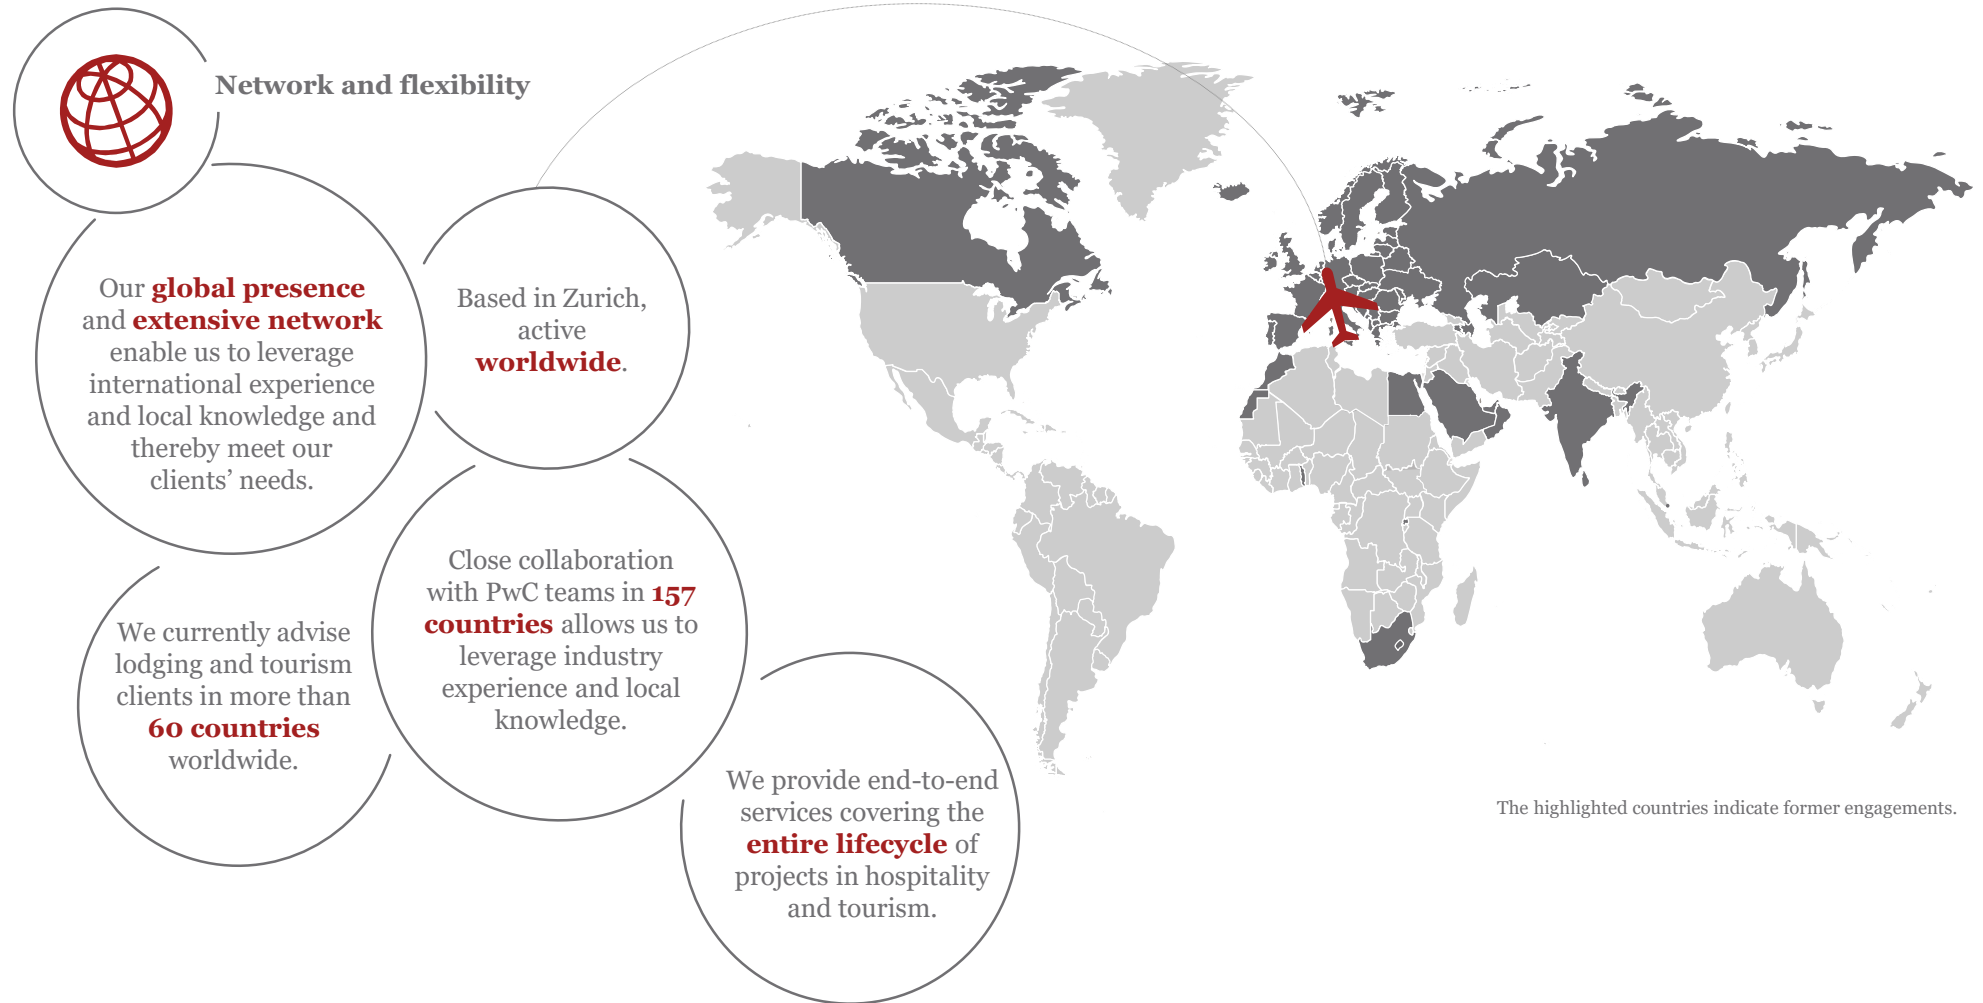 Network and flexibility
Our global presence
and extensive network
enable us to leverage
international experience
and local knowledge and
thereby meet our
clients’ needs.
Based in Zurich,
active
worldwide.
Close collaboration
with PwC teams in 157
countries allows us to
leverage industry
experience and local
knowledge.
We currently advise
lodging and tourism
clients in more than
60 countries
worldwide.
We provide end-to-end
services covering the
entire lifecycle of
projects in hospitality
and tourism.
The highlighted countries indicate former engagements.